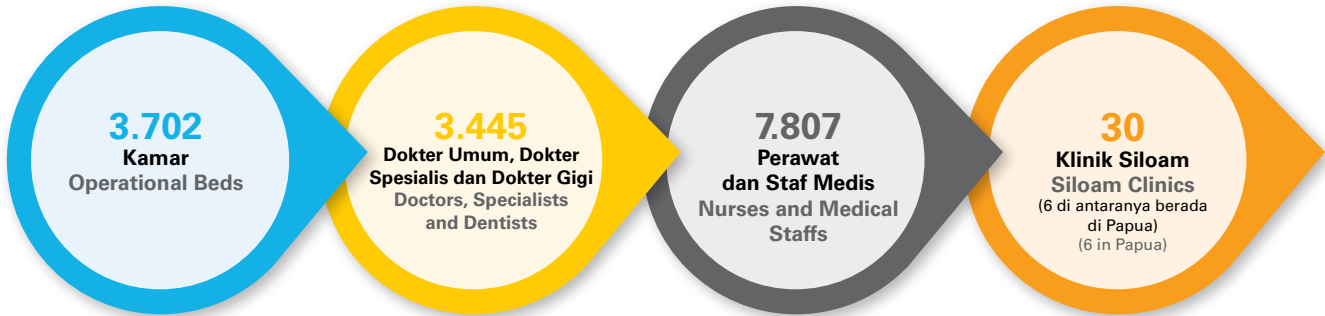 3.702
Kamar
Operational Beds
3.445
Dokter Umum, Dokter
Spesialis dan Dokter Gigi
Doctors, Specialists
and Dentists
7.807
Perawat
dan Staf Medis
Nurses and Medical
Staffs
30
Klinik Siloam
Siloam Clinics
(6 di antaranya berada
di Papua)
(6 in Papua)